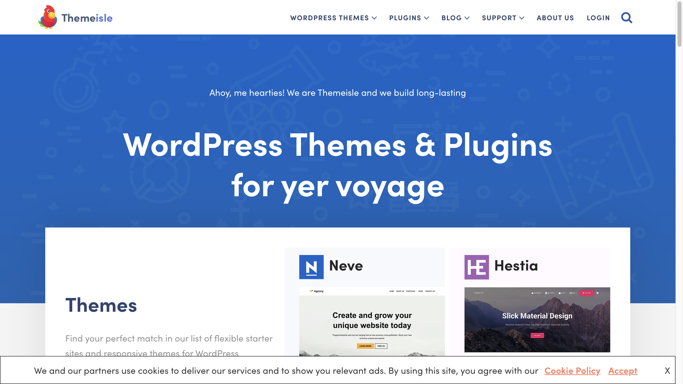 Themeisle
WORDPRESS THEMES
PLUGINS
BLOG
SUPPORT
ABOUT US
LOGIN
Ahoy, me hearties! We are Themeisle and we build long-lasting
WordPress Themes & Plugins
for yer voyage
Themes
Find your perfect match in our list of flexible starter
sites and responsive themes for WordPress
N
Neve
Create and grow your
unique website today
HE
Hestia
Slick Material Design
We and our partners use cookies to deliver our services and to show you relevant ads. By using this site, you agree with our Cookie Policy Accept X